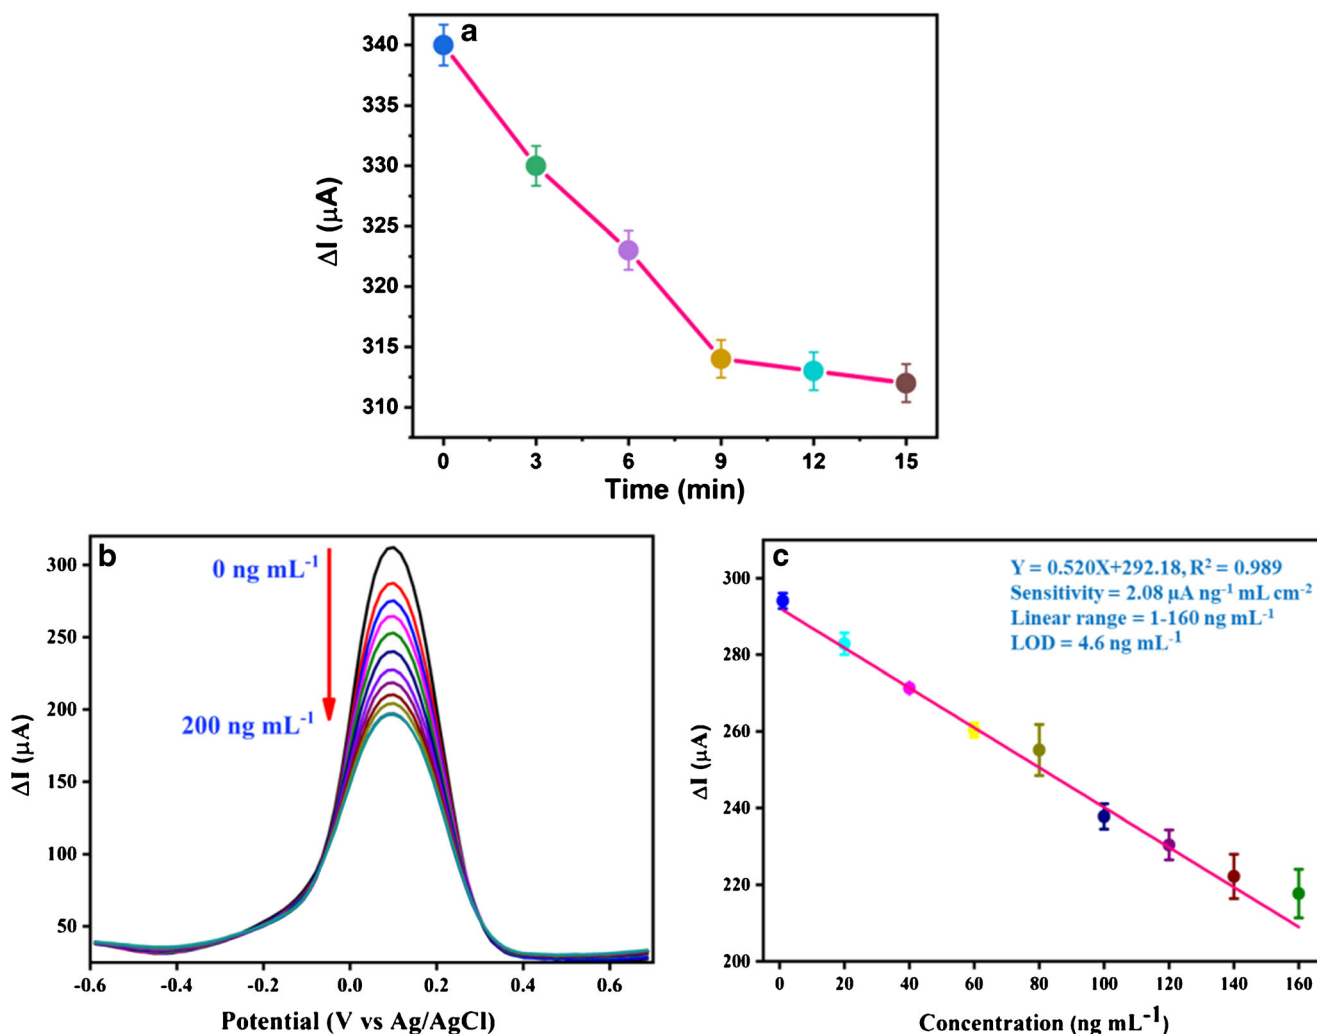 a
340
335
330
325
320
315
310
ΔI (μA)
0 3 6 9 12 15
Time (min)
b
300
250
200
150
100
50
ΔI (μA)
0 ng mL⁻¹
200 ng mL⁻¹
-0.6 -0.4 -0.2 0.0 0.2 0.4 0.6
Potential (V vs Ag/AgCl)
c
Y = 0.520X+292.18, R² = 0.989
Sensitivity = 2.08 μA ng⁻¹ mL cm⁻²
Linear range = 1-160 ng mL⁻¹
LOD = 4.6 ng mL⁻¹
300
280
260
240
220
200
ΔI (μA)
0 20 40 60 80 100 120 140 160
Concentration (ng mL⁻¹)